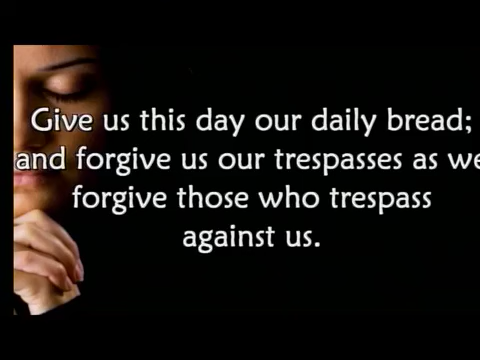 Give us this day our daily bread;
and forgive us our trespasses as we
forgive those who trespass
against us.